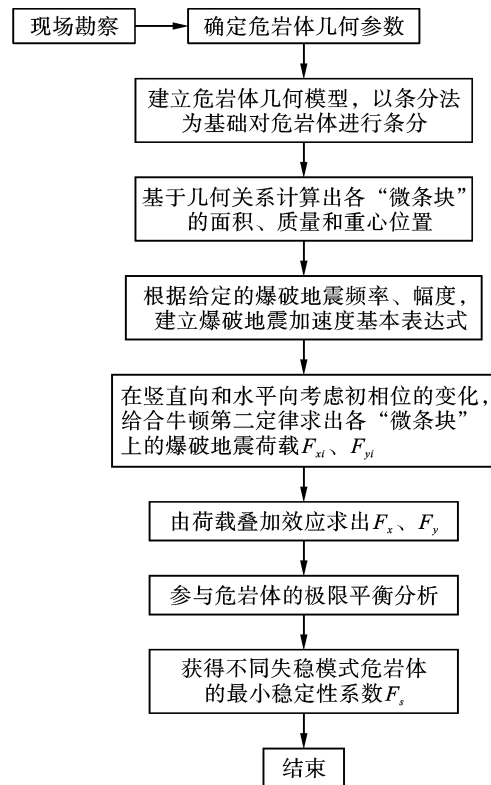 现场勘察
确定危岩体几何参数
建立危岩体几何模型，以条分法
为基础对危岩体进行条分
基于几何关系计算出各“微条块”
的面积、质量和重心位置
根据给定的爆破地震频率、幅度，
建立爆破地震加速度基本表达式
在竖直向和水平向考虑初相位的变化，
给合牛顿第二定律求出各“微条块”
上的爆破地震荷载Fxi、Fyi
由荷载叠加效应求出Fx、Fy
参与危岩体的极限平衡分析
获得不同失稳模式危岩体
的最小稳定性系数Fs
结束